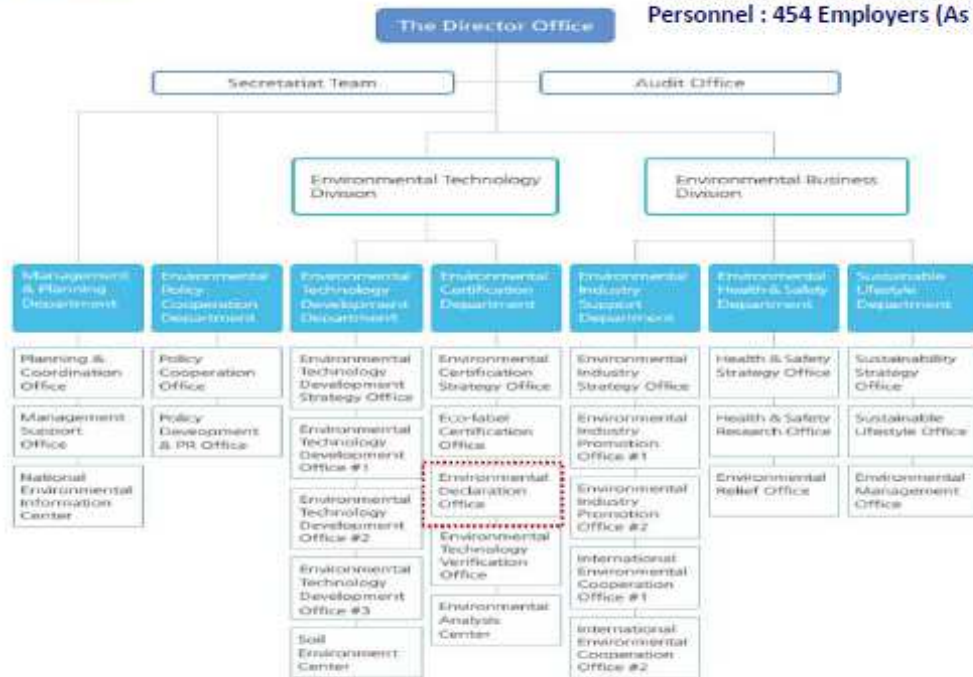 Personnel : 454 Employers (As
The Director Office
Secretariat Team
Audit Office
Environmental Technology
Division
Environmental Business
Division
Management
& Planning
Department
Environmental
Policy
Cooperation
Department
Environmental
Technology
Development
Department
Environmental
Certification
Department
Environmental
Industry
Support
Department
Environmental
Health & Safety
Department
Sustainable
Lifestyle
Department
Planning &
Coordination
Office
Management
Support
Office
National
Environmental
Information
Center
Policy
Cooperation
Office
Policy
Deveopment
& PR Office
Environmental
Technology
Development
Strategy Office
Environmental
Technology
Development
Office #1
Environmental
Technology
Development
Office #2
Environmental
Technology
Development
Office #3
Soil
Environment
Center
Environmental
Certification
Strategy Office
Eco-label
Certification
Office
Environmental
Declaration
Office
Environmental
Technology
Verification
Office
Environmental
Analysis
Center
Environmental
Industry
Strategy Office
Environmental
Industry
Promotion
Office #1
Environmental
Industry
Promotion
Office #2
International
Environmental
Cooperation
Office #1
International
Environmental
Cooperation
Office #2
Health & Safety
Strategy Office
Health & Safety
Research Office
Environmental
Relief Office
Sustainability
Strategy
Office
Sustainable
Lifestyle Office
Environmental
Management
Office